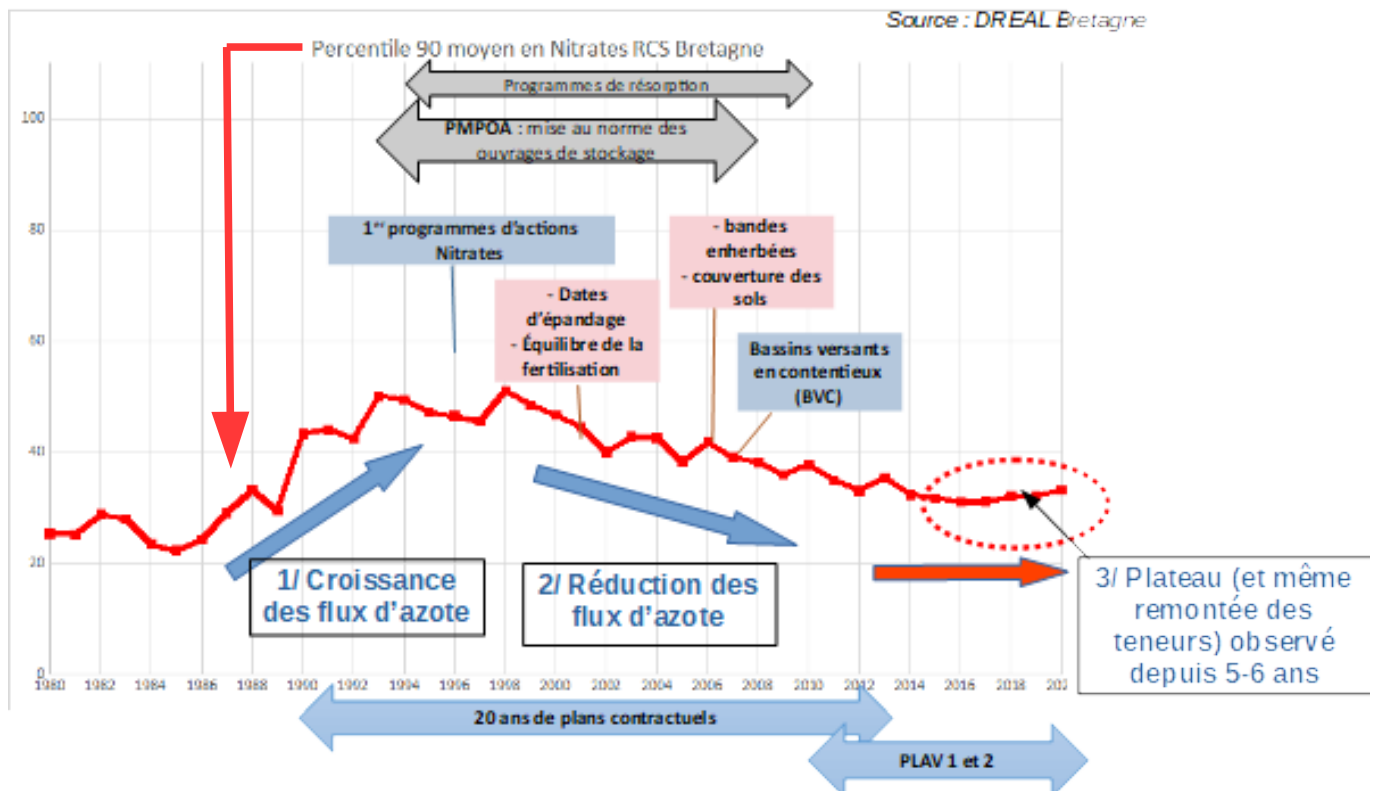 Source : DREAL Bretagne
Percentile 90 moyen en Nitrates RCS Bretagne
Programmes de résorption
PMPOA : mise au norme des
ouvrages de stockage
1ers programmes d'actions
Nitrates
- bandes
enherbées
- couverture des
sols
- Dates
d'épandage
- Équilibre de la
fertilisation
Bassins versants
en contentieux
(BVC)
100
80
60
40
20
0
1/ Croissance
des flux d'azote
2/ Réduction des
flux d'azote
3/ Plateau (et même
remontée des
teneurs) observé
depuis 5-6 ans
1980 1982 1984 1986 1988 1990 1992 1994 1996 1998 2000 2002 2004 2006 2008 2010 2012 2014 2016 2018 202
20 ans de plans contractuels
PLAV 1 et 2